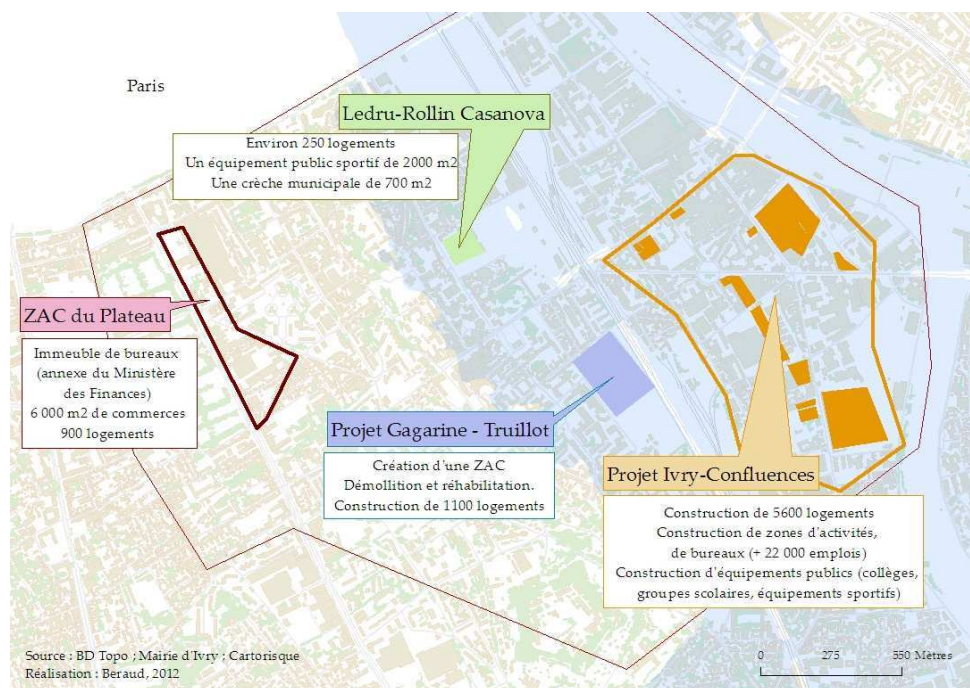 Paris
Ledru-Rollin Casanova
Environ 250 logements
Un équipement public sportif de 2000 m2
Une crèche municipale de 700 m2
ZAC du Plateau
Immeuble de bureaux
(annexe du Ministère
des Finances)
6 000 m2 de commerces
900 logements
Projet Gagarine - Truillot
Création d'une ZAC
Démollition et réhabilitation.
Construction de 1100 logements
Projet Ivry-Confluences
Construction de 5600 logements
Construction de zones d'activités,
de bureaux (+ 22 000 emplois)
Construction d'équipements publics (collèges,
groupes scolaires, équipements sportifs)
Source : BD Topo ; Mairie d'Ivry ; Cartorisque
Réalisation : Beraud, 2012
0 275 550 Mètres